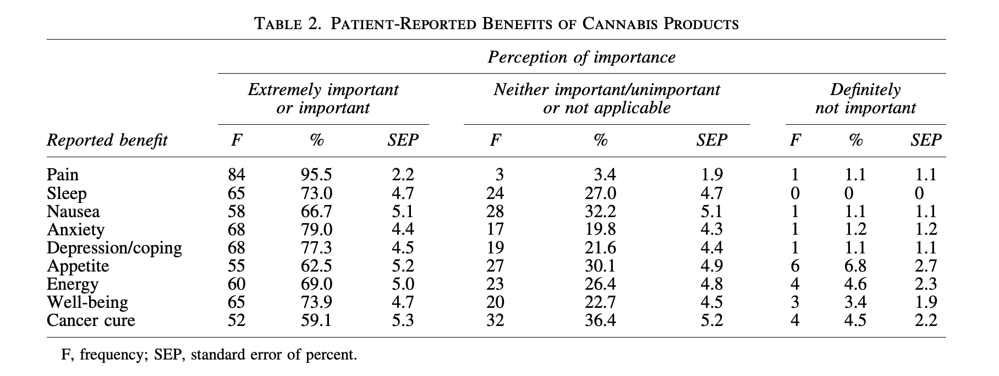 TABLE 2. PATIENT-REPORTED BENEFITS OF CANNABIS PRODUCTS
Perception of importance
Extremely important or important Neither important/unimportant or not applicable Definitely not important
Reported benefit F % SEP F % SEP F % SEP
Pain 84 95.5 2.2 3 3.4 1.9 1 1.1 1.1
Sleep 65 73.0 4.7 24 27.0 4.7 0 0 0
Nausea 58 66.7 5.1 28 32.2 5.1 1 1.1 1.1
Anxiety 68 79.0 4.4 17 19.8 4.3 1 1.2 1.2
Depression/coping 68 77.3 4.5 19 21.6 4.4 1 1.1 1.1
Appetite 55 62.5 5.2 27 30.1 4.9 6 6.8 2.7
Energy 60 69.0 5.0 23 26.4 4.8 4 4.6 2.3
Well-being 65 73.9 4.7 20 22.7 4.5 3 3.4 1.9
Cancer cure 52 59.1 5.3 32 36.4 5.2 4 4.5 2.2
F, frequency; SEP, standard error of percent.